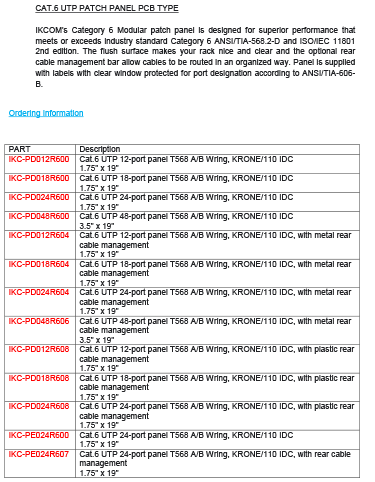 CAT.6 UTP PATCH PANEL PCB TYPE
IKCOM's Category 6 Modular patch panel is designed for superior performance that
meets or exceeds industry standard Category 6 ANSI/TIA-568.2-D and ISO/IEC 11801
2nd edition. The flush surface makes your rack nice and clear and the optional rear
cable management bar allow cables to be routed in an organized way. Panel is supplied
with labels with clear window protected for port designation according to ANSI/TIA-606-
B.
Ordering Information
PART Description
IKC-PD012R600 Cat.6 UTP 12-port panel T568 A/B Wring, KRONE/110 IDC
1.75" x 19"
IKC-PD018R600 Cat.6 UTP 18-port panel T568 A/B Wring, KRONE/110 IDC
1.75" x 19"
IKC-PD024R600 Cat.6 UTP 24-port panel T568 A/B Wring, KRONE/110 IDC
1.75" x 19"
IKC-PD048R600 Cat.6 UTP 48-port panel T568 A/B Wring, KRONE/110 IDC
3.5" x 19"
IKC-PD012R604 Cat.6 UTP 12-port panel T568 A/B Wring, KRONE/110 IDC, with metal rear
cable management
1.75" x 19"
IKC-PD018R604 Cat.6 UTP 18-port panel T568 A/B Wring, KRONE/110 IDC, with metal rear
cable management
1.75" x 19"
IKC-PD024R604 Cat.6 UTP 24-port panel T568 A/B Wring, KRONE/110 IDC, with metal rear
cable management
1.75" x 19"
IKC-PD048R606 Cat.6 UTP 48-port panel T568 A/B Wring, KRONE/110 IDC, with metal rear
cable management
3.5" x 19"
IKC-PD012R608 Cat.6 UTP 12-port panel T568 A/B Wring, KRONE/110 IDC, with plastic rear
cable management
1.75" x 19"
IKC-PD018R608 Cat.6 UTP 18-port panel T568 A/B Wring, KRONE/110 IDC, with plastic rear
cable management
1.75" x 19"
IKC-PD024R608 Cat.6 UTP 24-port panel T568 A/B Wring, KRONE/110 IDC, with plastic rear
cable management
1.75" x 19"
IKC-PE024R600 Cat.6 UTP 24-port panel T568 A/B Wring, KRONE/110 IDC
1.75" x 19"
IKC-PE024R607 Cat.6 UTP 24-port panel T568 A/B Wring, KRONE/110 IDC, with rear cable
management
1.75" x 19"